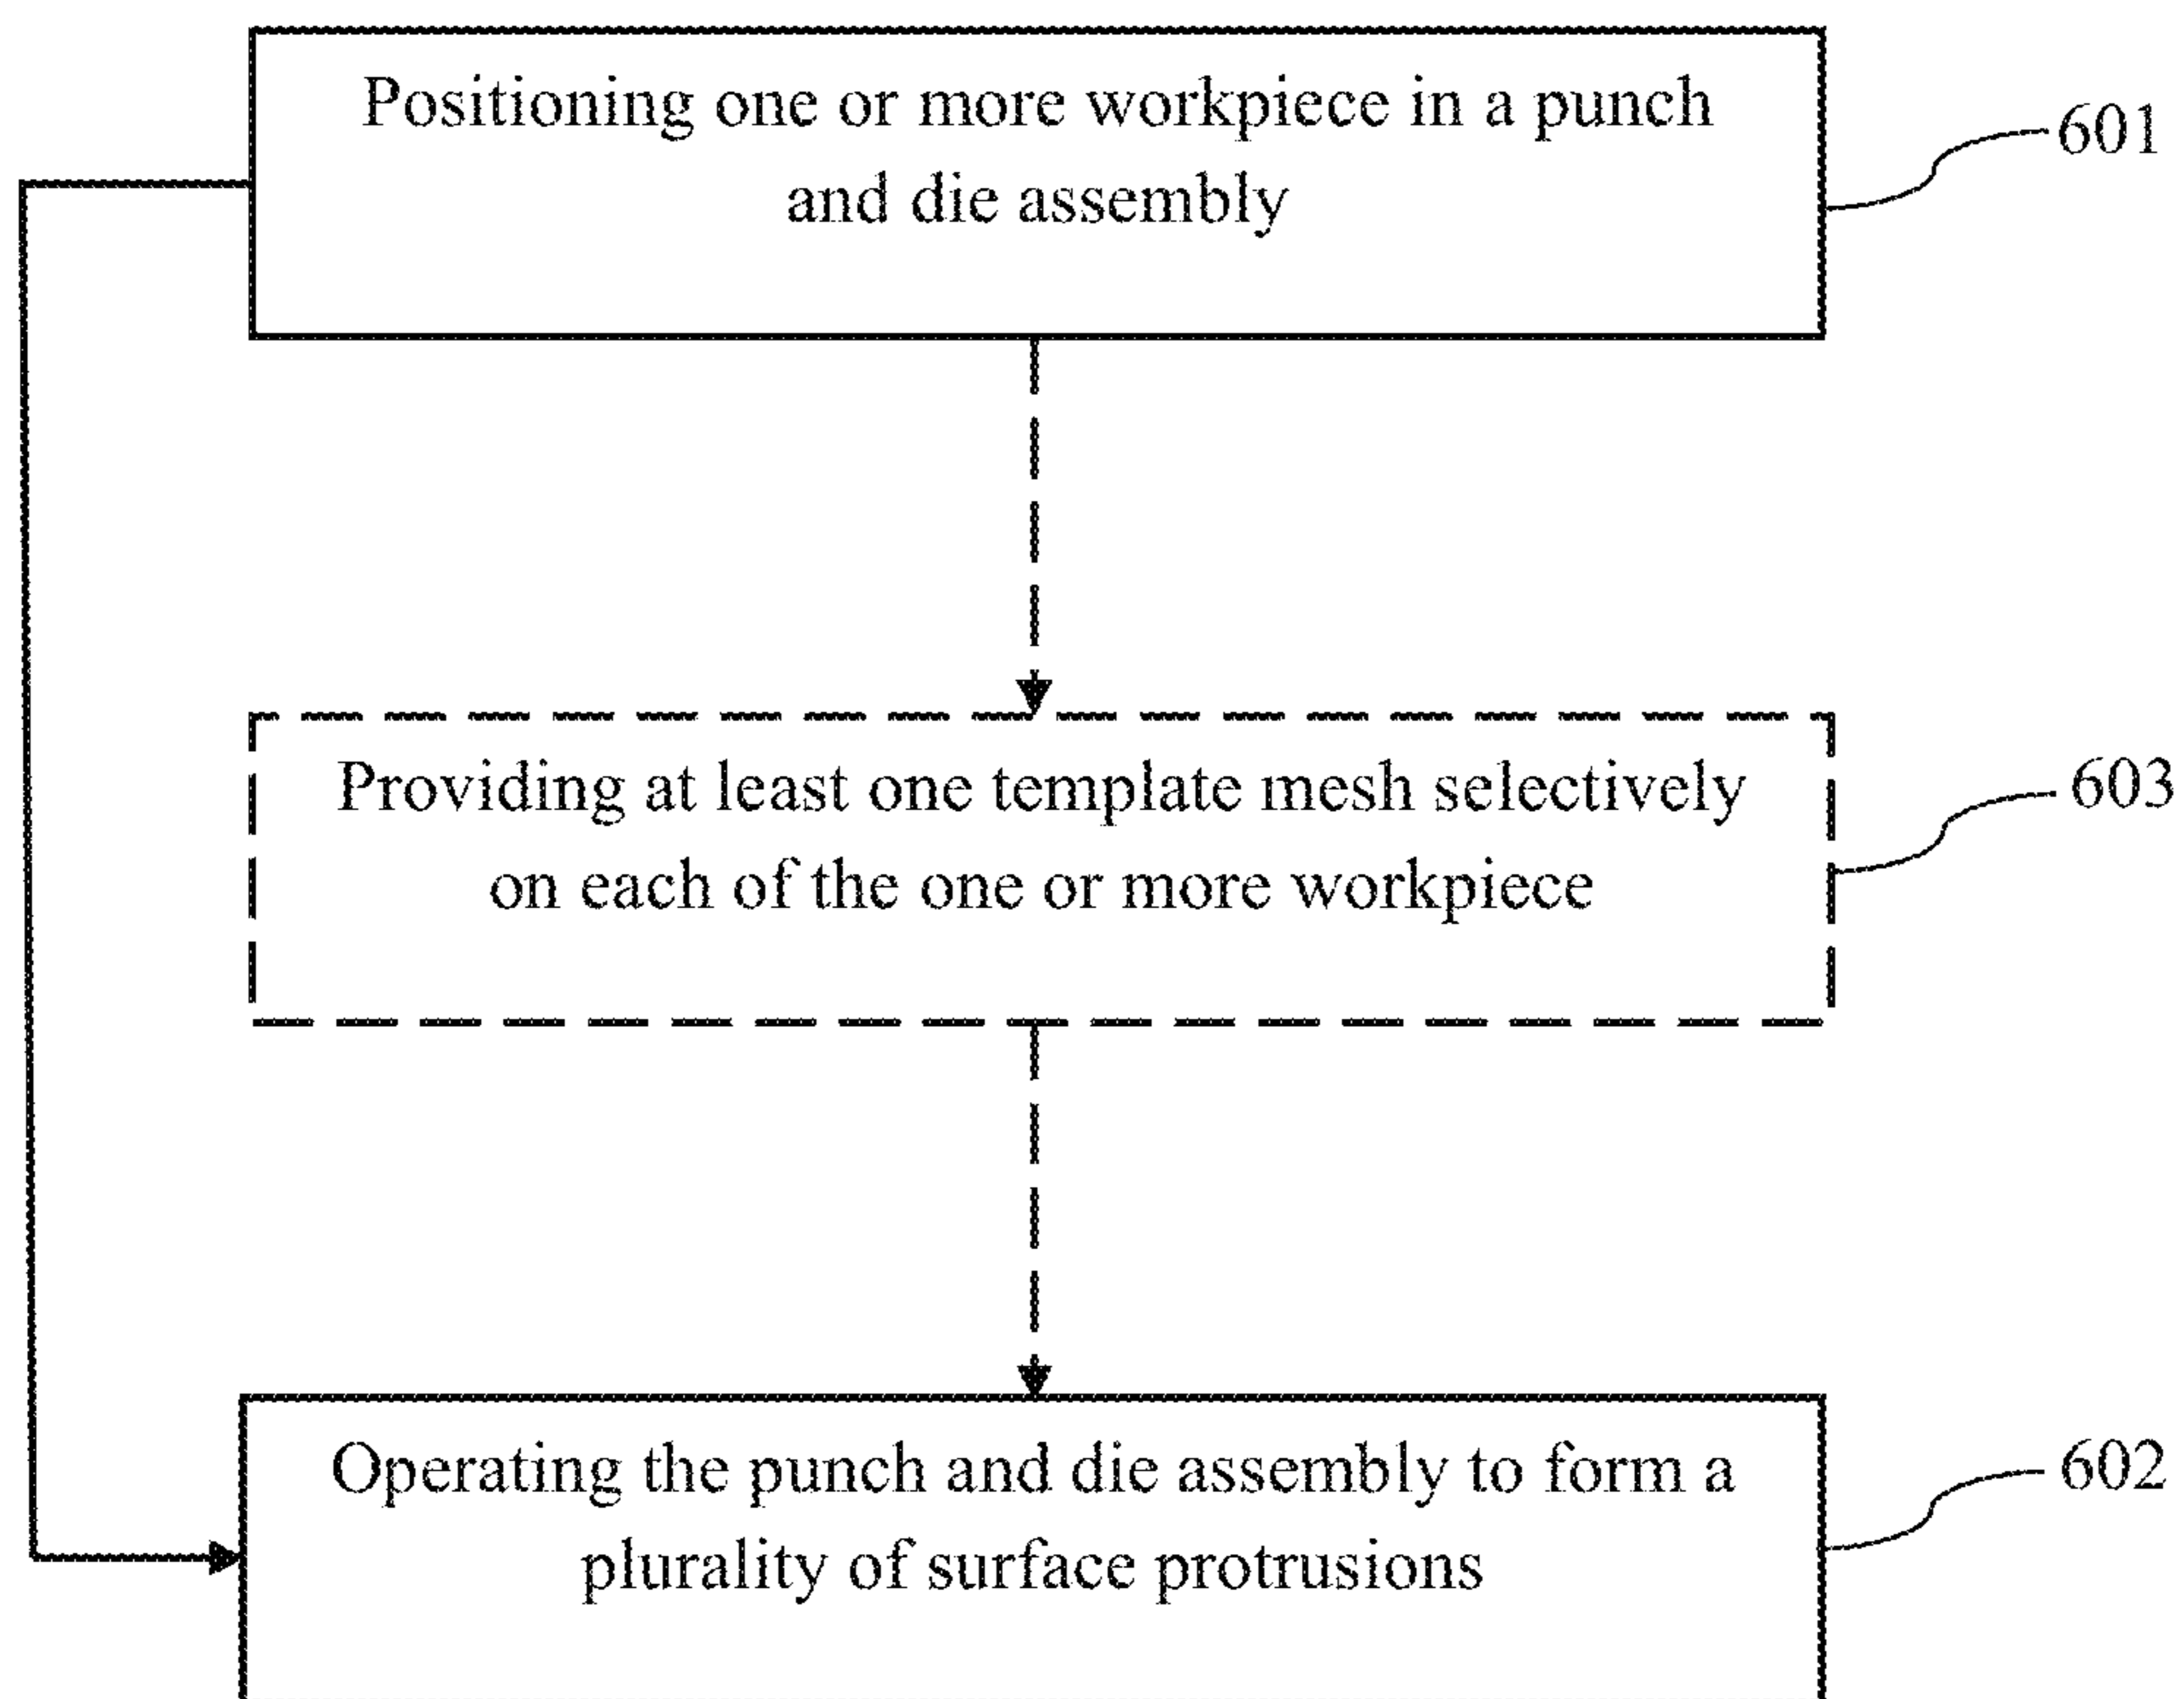 Positioning one or more workpiece in a punch
and die assembly
601
Providing at least one template mesh selectively
on each of the one or more workpiece
603
Operating the punch and die assembly to form a
plurality of surface protrusions
602